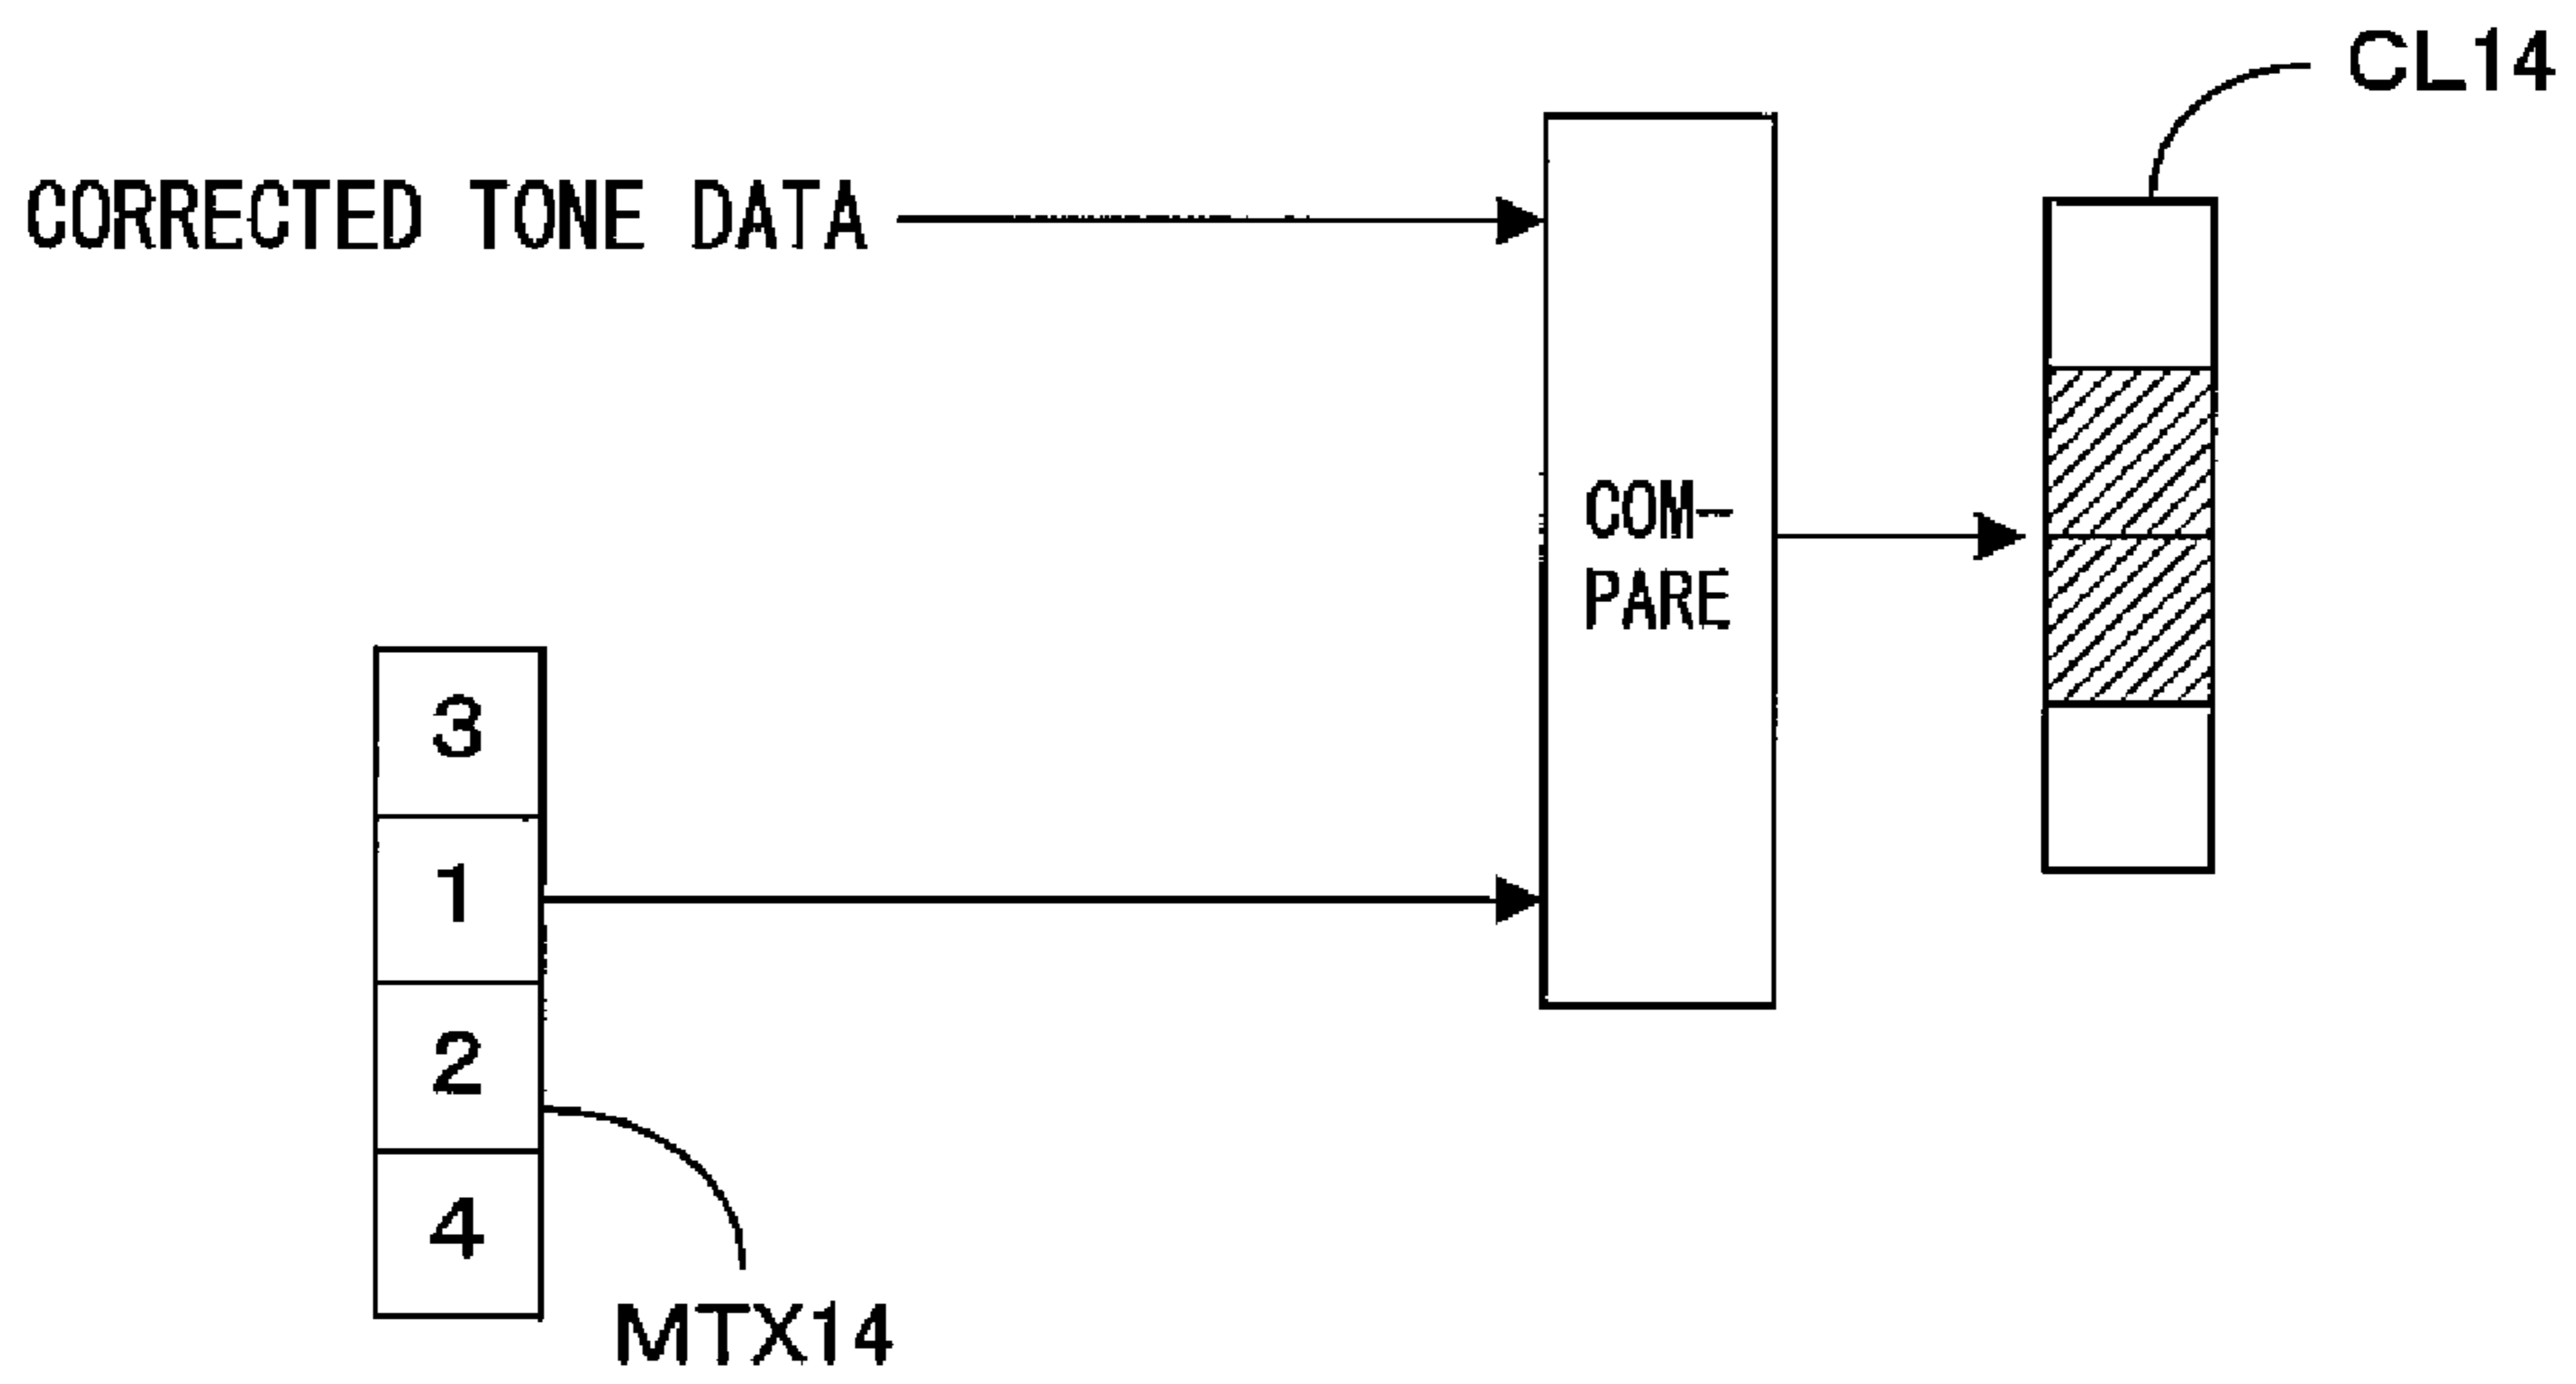 CL14
CORRECTED TONE DATA
COM-
PARE
3
1
2
4
MTX14